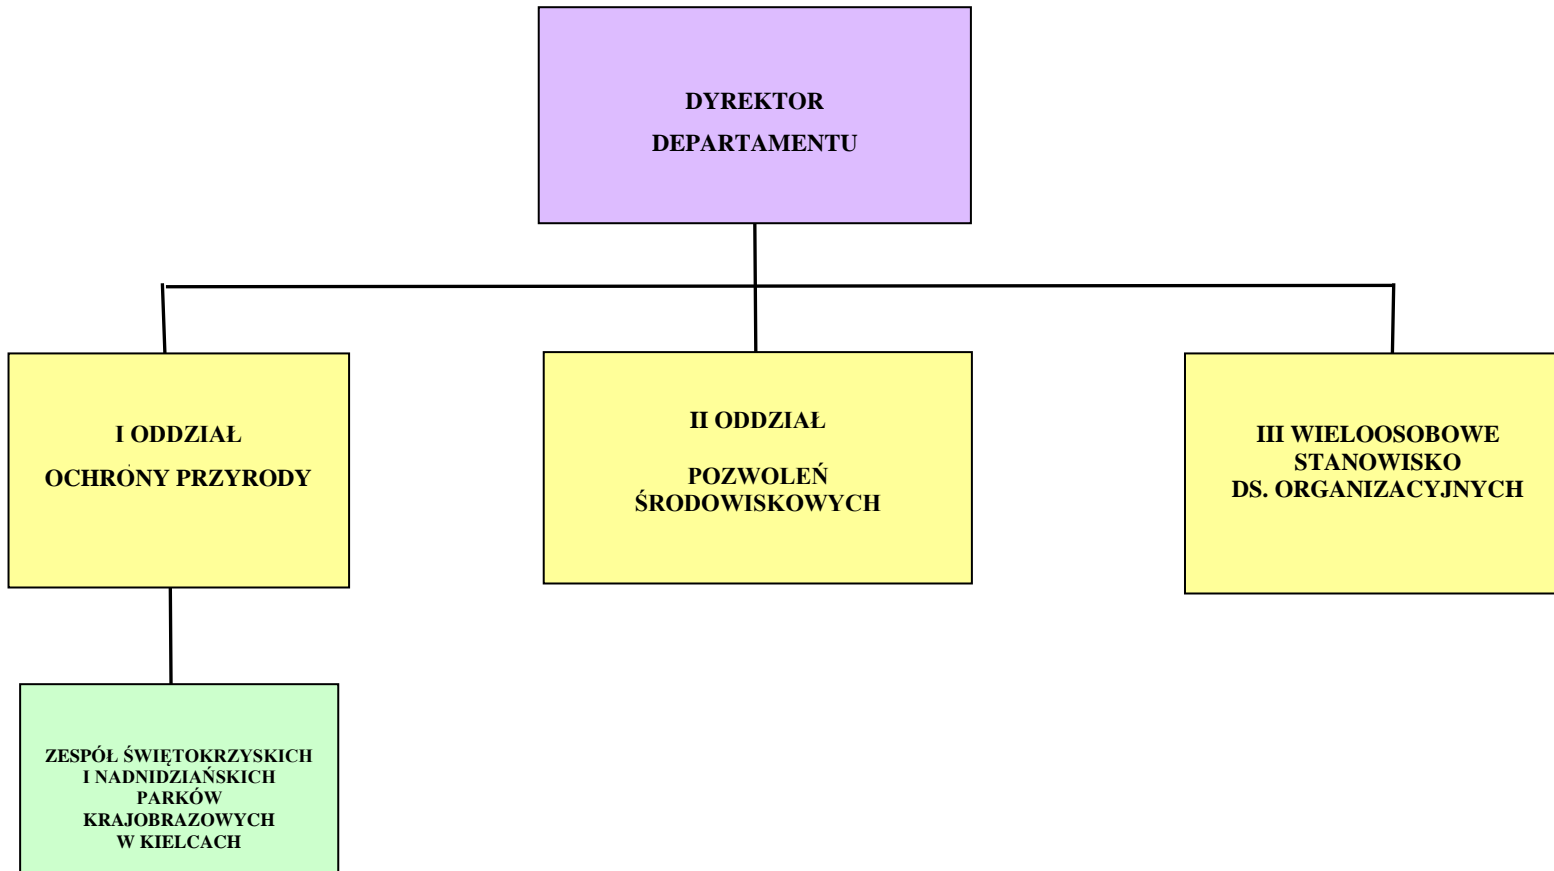 DYREKTOR
DEPARTAMENTU
I ODDZIAŁ
OCHRONY PRZYRODY
II ODDZIAŁ
POZWOLEŃ
ŚRODOWISKOWYCH
III WIELOOSOBOWE
STANOWISKO
DS. ORGANIZACYJNYCH
ZESPÓŁ ŚWIĘTOKRZYSKICH
I NADNIDZIAŃSKICH
PARKÓW
KRAJOBRAZOWYCH
W KIELCACH